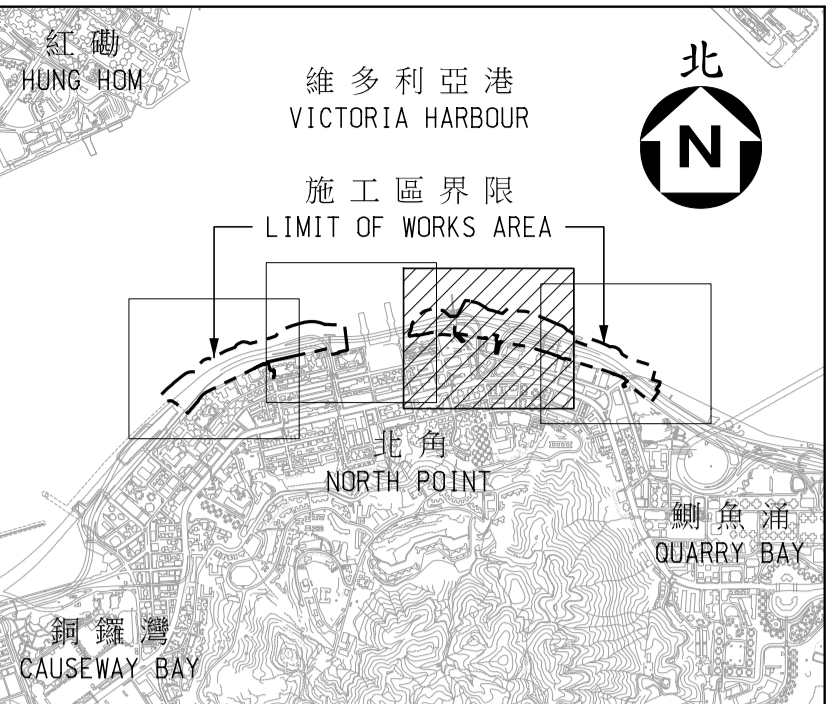 紅磡
HUNG HOM
維多利亞港
VICTORIA HARBOUR
北
N
施工區界限
LIMIT OF WORKS AREA
北角
NORTH POINT
鰂魚涌
QUARRY BAY
銅鑼灣
CAUSEWAY BAY